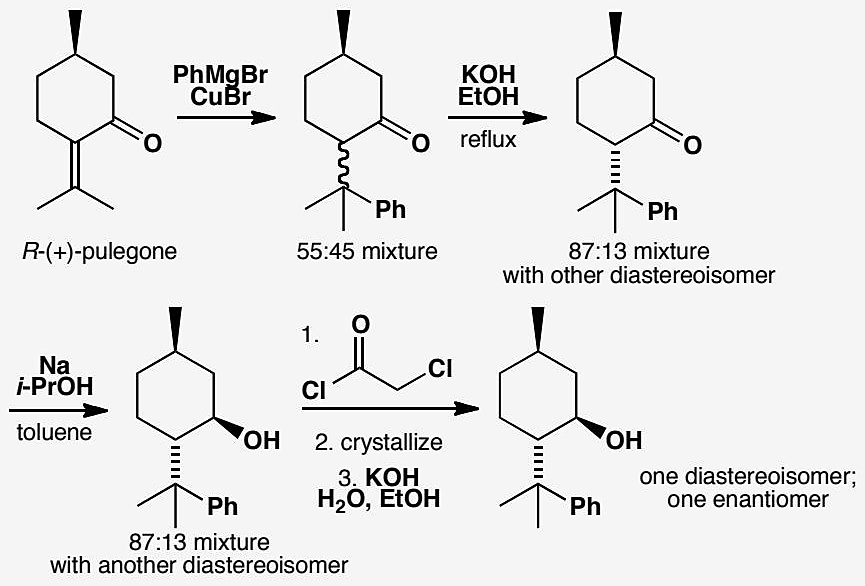 PhMgBr
CuBr
KOH
EtOH
reflux
O
O
O
Ph
Ph
R-(+)-pulegone
55:45 mixture
87:13 mixture
with other diastereoisomer
Na
i-PrOH
toluene
OH
Ph
87:13 mixture
with another diastereoisomer
1.
O
Cl
Cl
2. crystallize
3. KOH
H₂O, EtOH
OH
Ph
one diastereoisomer;
one enantiomer